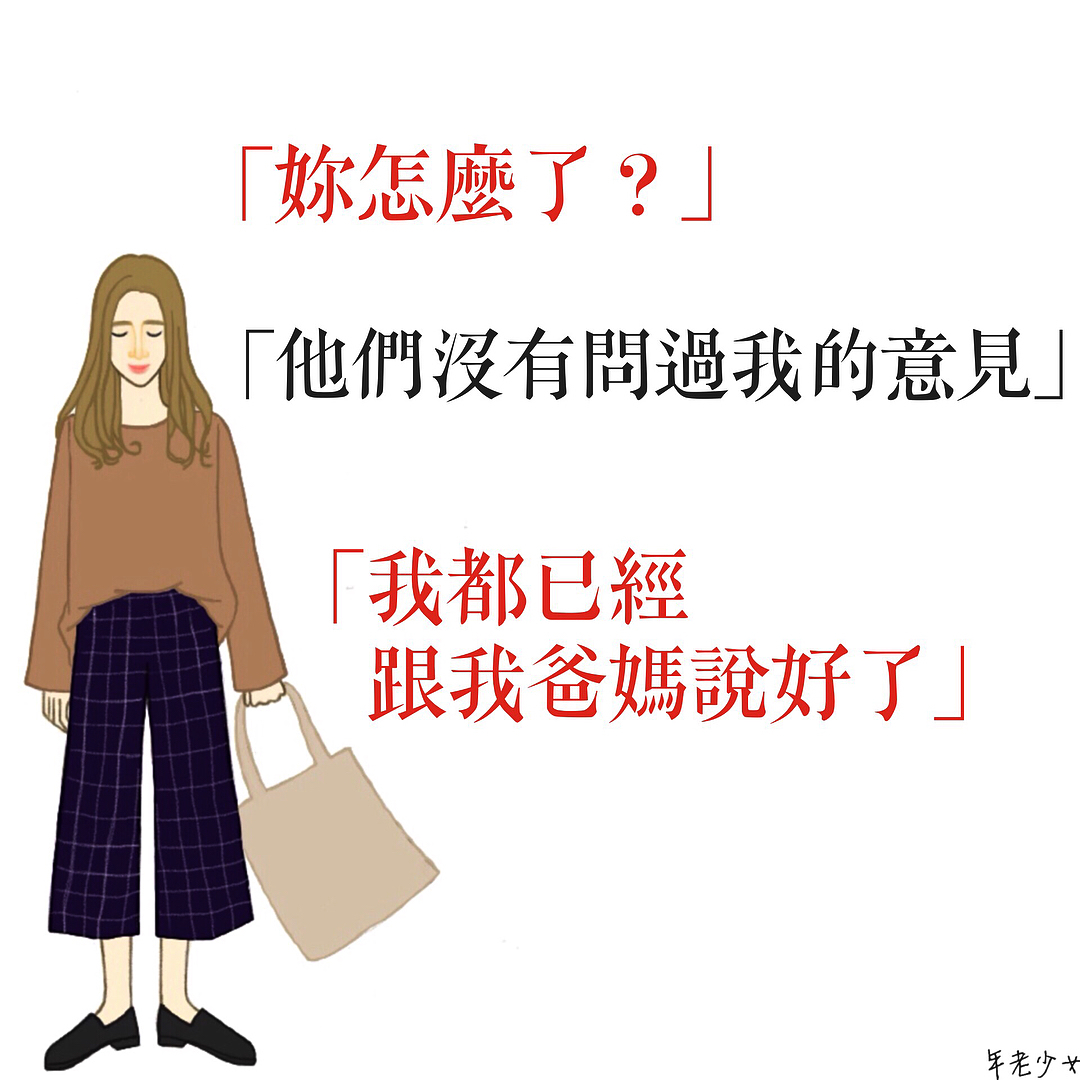 「妳怎麼了？」
「他們沒有問過我的意見」
「我都已經
跟我爸媽說好了」
年老少女